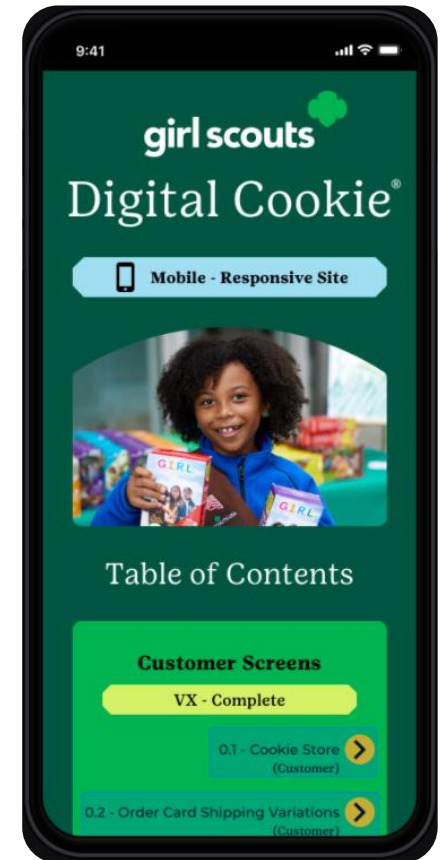 9:41
girl scouts
Digital Cookie®
Mobile - Responsive Site
G.I.R.L.
G.I.R.L.
Table of Contents
Customer Screens
VX - Complete
0.1 - Cookie Store
(Customer)
0.2 - Order Card Shipping Variations
(Customer)